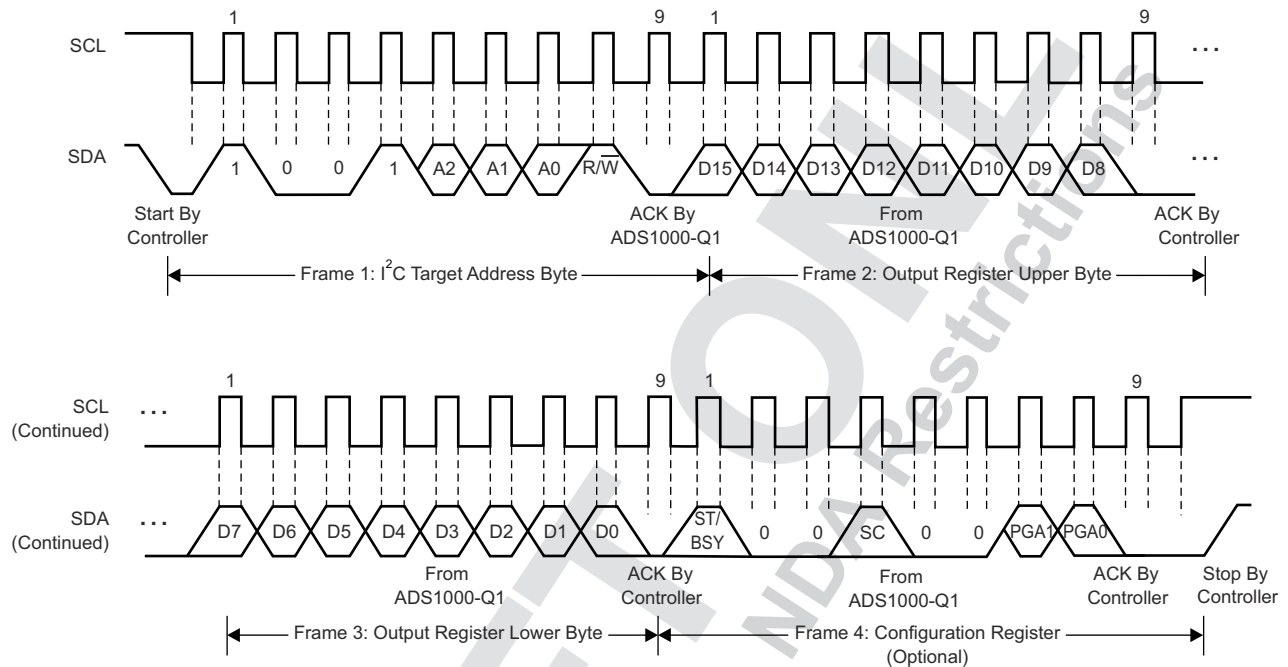 1 9 1 9
SCL ...
SDA 1 0 0 1 A2 A1 A0 R/W̅ D15 D14 D13 D12 D11 D10 D9 D8 ...
Start By Controller
ACK By ADS1000-Q1
From ADS1000-Q1
ACK By Controller
Frame 1: I²C Target Address Byte
Frame 2: Output Register Upper Byte
1 9 1 9
SCL (Continued) ...
SDA (Continued) ... D7 D6 D5 D4 D3 D2 D1 D0 ST/BSY 0 0 SC 0 0 PGA1 PGA0
From ADS1000-Q1
ACK By Controller
From ADS1000-Q1
ACK By Controller
Stop By Controller
Frame 3: Output Register Lower Byte
Frame 4: Configuration Register
(Optional)
NDA Restrictions